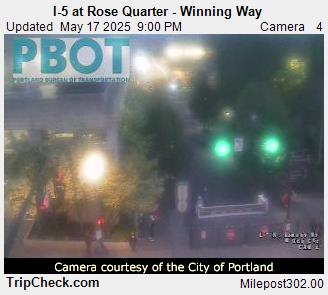 I-5 at Rose Quarter - Winning Way
Updated May 17 2025 9:00 PM Camera 4
PBOT
PORTLAND BUREAU OF TRANSPORTATION
Camera courtesy of the City of Portland
TripCheck.com Milepost302.00